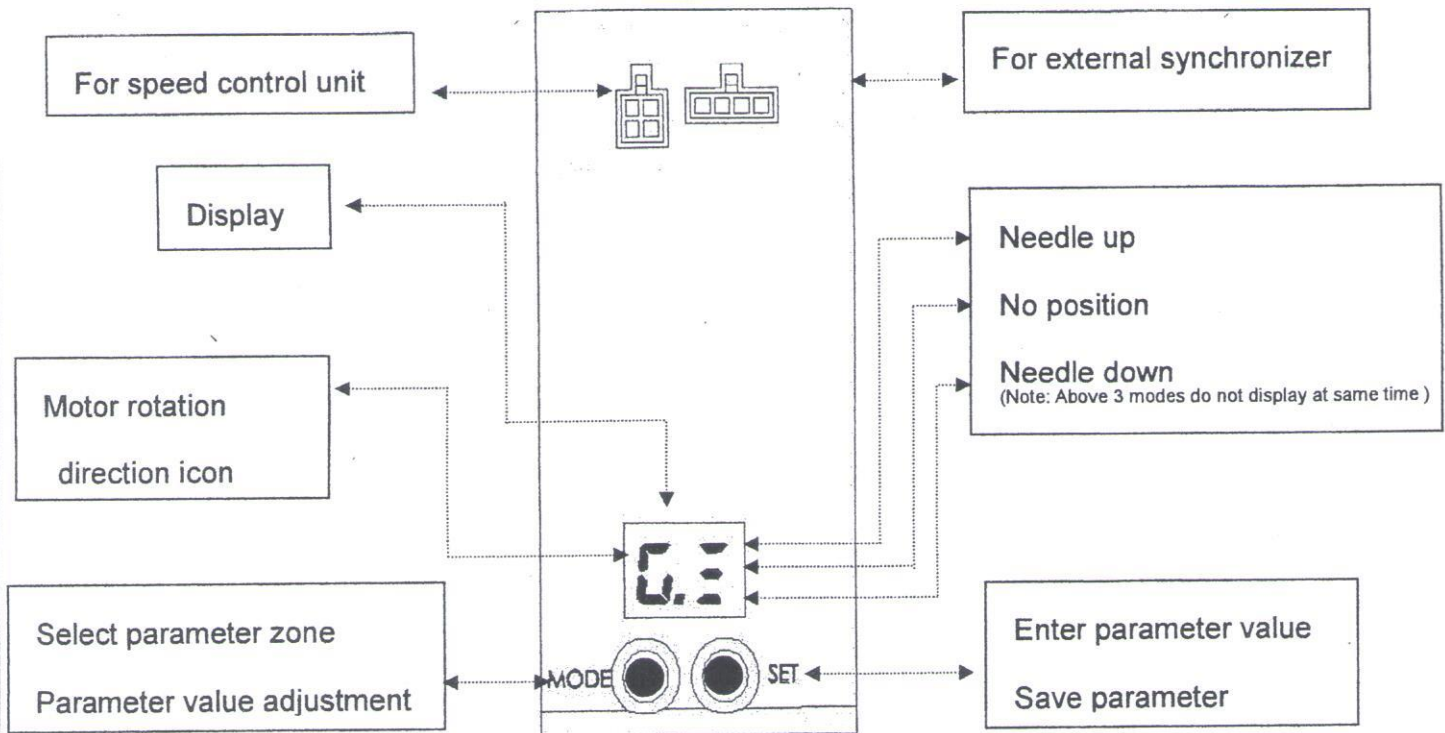 For speed control unit
For external synchronizer
Display
Needle up
No position
Needle down
(Note: Above 3 modes do not display at same time )
Motor rotation
direction icon
Select parameter zone
Parameter value adjustment
MODE
SET
Enter parameter value
Save parameter